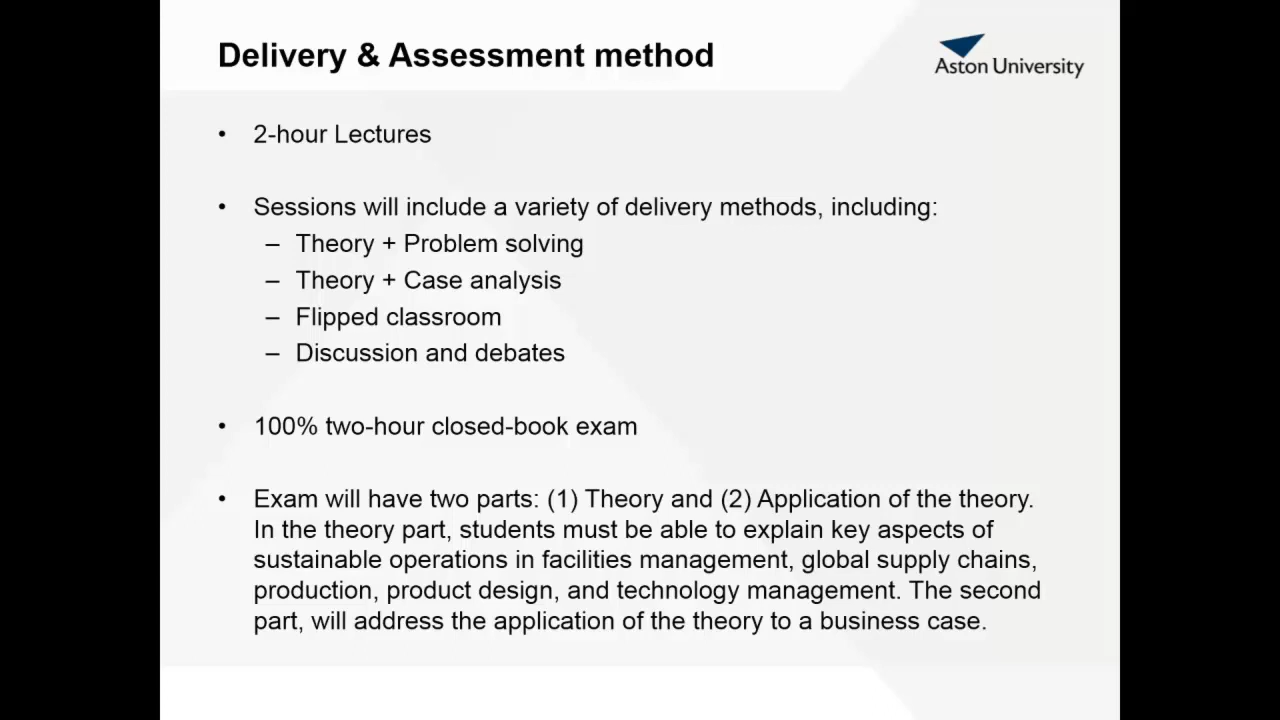 Delivery & Assessment method
Aston University
• 2-hour Lectures
• Sessions will include a variety of delivery methods, including:
– Theory + Problem solving
– Theory + Case analysis
– Flipped classroom
– Discussion and debates
• 100% two-hour closed-book exam
• Exam will have two parts: (1) Theory and (2) Application of the theory.
In the theory part, students must be able to explain key aspects of
sustainable operations in facilities management, global supply chains,
production, product design, and technology management. The second
part, will address the application of the theory to a business case.